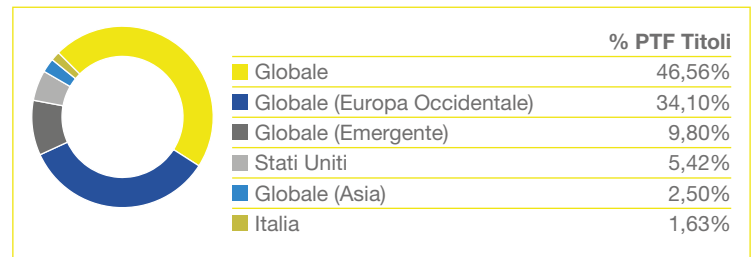 % PTF Titoli
Globale 46,56%
Globale (Europa Occidentale) 34,10%
Globale (Emergente) 9,80%
Stati Uniti 5,42%
Globale (Asia) 2,50%
Italia 1,63%